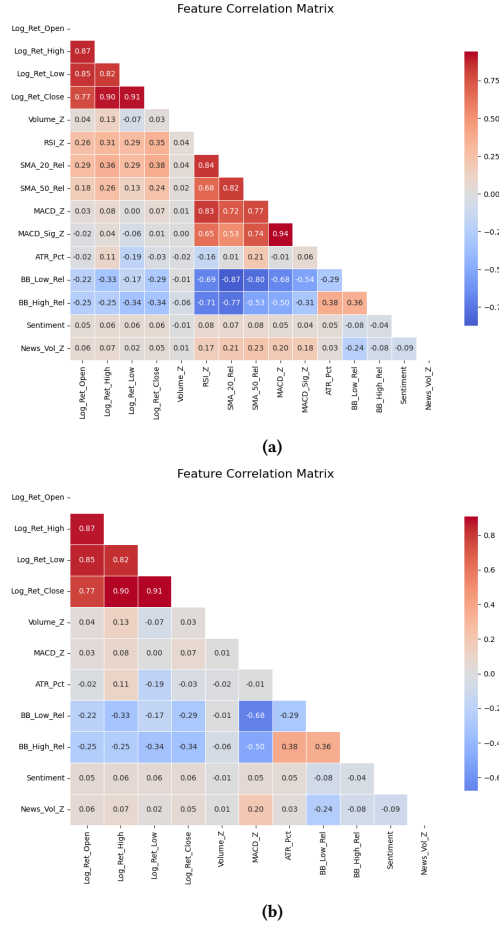 Feature Correlation Matrix
Log_Ret_Open
Log_Ret_High 0.87
Log_Ret_Low 0.85 0.82
Log_Ret_Close 0.77 0.90 0.91
Volume_Z 0.04 0.13 -0.07 0.03
RSI_Z 0.26 0.31 0.29 0.35 0.04
SMA_20_Rel 0.29 0.36 0.29 0.38 0.04 0.84
SMA_50_Rel 0.18 0.26 0.13 0.24 0.02 0.68 0.82
MACD_Z 0.03 0.08 0.00 0.07 0.01 0.83 0.72 0.77
MACD_Sig_Z -0.02 0.04 -0.06 0.01 0.00 0.65 0.53 0.74 0.94
ATR_Pct -0.02 0.11 -0.19 -0.03 -0.02 -0.16 0.01 0.21 -0.01 0.06
BB_Low_Rel -0.22 -0.33 -0.17 -0.29 -0.01 -0.69 -0.87 -0.80 -0.68 -0.54 -0.29
BB_High_Rel -0.25 -0.25 -0.34 -0.34 -0.06 -0.71 -0.77 -0.53 -0.50 -0.31 0.38 0.36
Sentiment 0.05 0.06 0.06 0.06 -0.01 0.08 0.07 0.08 0.05 0.04 0.05 -0.08 -0.04
News_Vol_Z 0.06 0.07 0.02 0.05 0.01 0.17 0.21 0.23 0.20 0.18 0.03 -0.24 -0.08 -0.09
Log_Ret_Open Log_Ret_High Log_Ret_Low Log_Ret_Close Volume_Z RSI_Z SMA_20_Rel SMA_50_Rel MACD_Z MACD_Sig_Z ATR_Pct BB_Low_Rel BB_High_Rel Sentiment News_Vol_Z
0.75
0.50
0.25
0.00
-0.25
-0.50
-0.75
(a)
Feature Correlation Matrix
Log_Ret_Open
Log_Ret_High 0.87
Log_Ret_Low 0.85 0.82
Log_Ret_Close 0.77 0.90 0.91
Volume_Z 0.04 0.13 -0.07 0.03
MACD_Z 0.03 0.08 0.00 0.07 0.01
ATR_Pct -0.02 0.11 -0.19 -0.03 -0.02 -0.01
BB_Low_Rel -0.22 -0.33 -0.17 -0.29 -0.01 -0.68 -0.29
BB_High_Rel -0.25 -0.25 -0.34 -0.34 -0.06 -0.50 0.38 0.36
Sentiment 0.05 0.06 0.06 0.06 -0.01 0.05 0.05 -0.08 -0.04
News_Vol_Z 0.06 0.07 0.02 0.05 0.01 0.20 0.03 -0.24 -0.08 -0.09
Log_Ret_Open Log_Ret_High Log_Ret_Low Log_Ret_Close Volume_Z MACD_Z ATR_Pct BB_Low_Rel BB_High_Rel Sentiment News_Vol_Z
0.8
0.6
0.4
0.2
0.0
-0.2
-0.4
-0.6
(b)